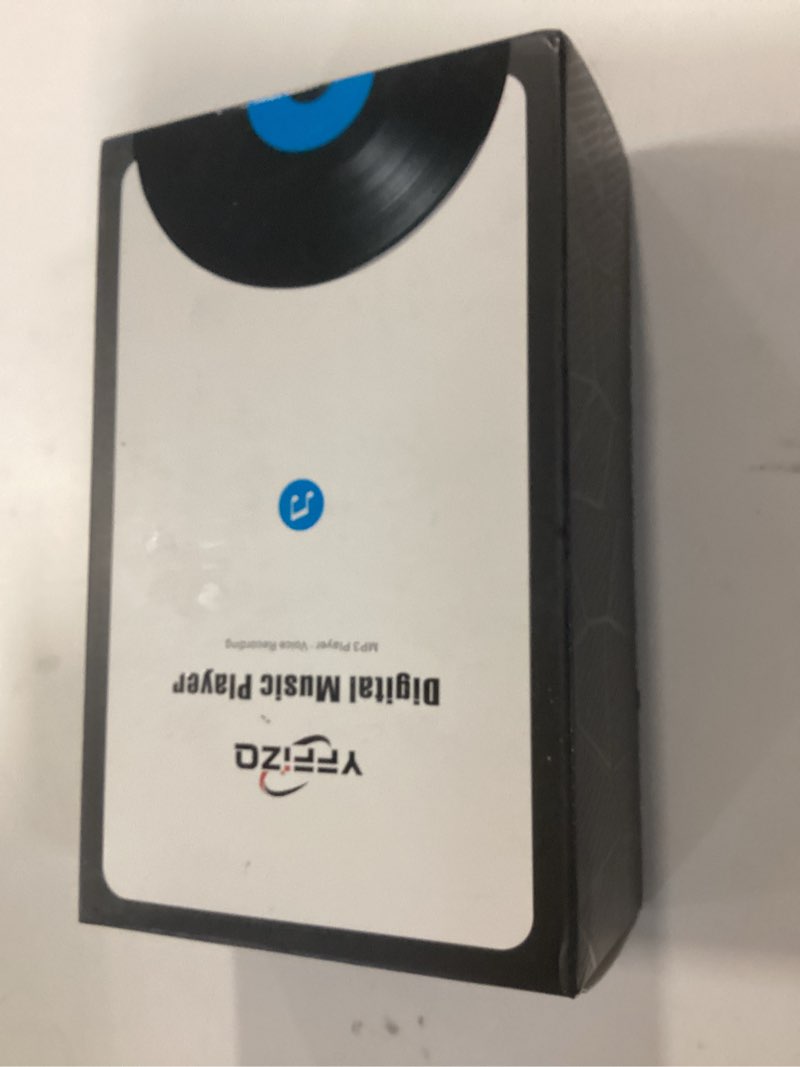 YFFiZQ
Digital Music Player
MP3 Player · Voice Recording